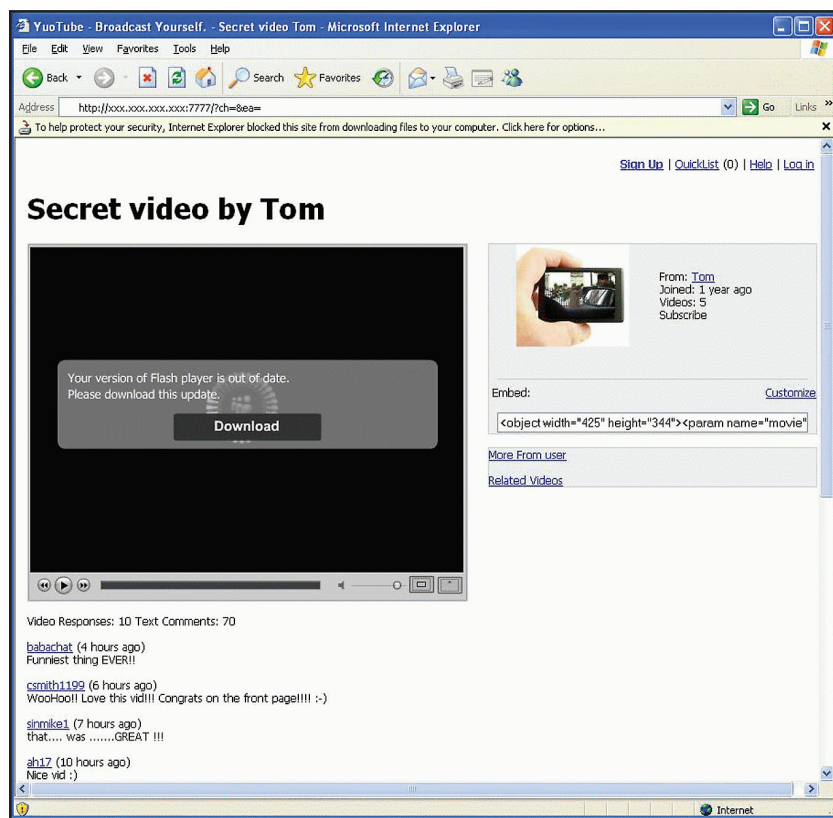 YuoTube - Broadcast Yourself. - Secret video Tom - Microsoft Internet Explorer
File Edit View Favorites Tools Help
Back Search Favorites
Address http://xxx.xxx.xxx.xxx:7777/?ch=&ea= Go Links »
To help protect your security, Internet Explorer blocked this site from downloading files to your computer. Click here for options...
Sign Up | QuickList (0) | Help | Log in
Secret video by Tom
Your version of Flash player is out of date.
Please download this update.
Download
From: Tom
Joined: 1 year ago
Videos: 5
Subscribe
Embed: Customize
<object width="425" height="344"><param name="movie"
More From user
Related Videos
Video Responses: 10 Text Comments: 70
babachat (4 hours ago)
Funniest thing EVER!!
csmith1199 (6 hours ago)
WooHoo!! Love this vid!!! Congrats on the front page!!!! :-)
sinmike1 (7 hours ago)
that.... was .......GREAT !!!
ah17 (10 hours ago)
Nice vid :)
Internet